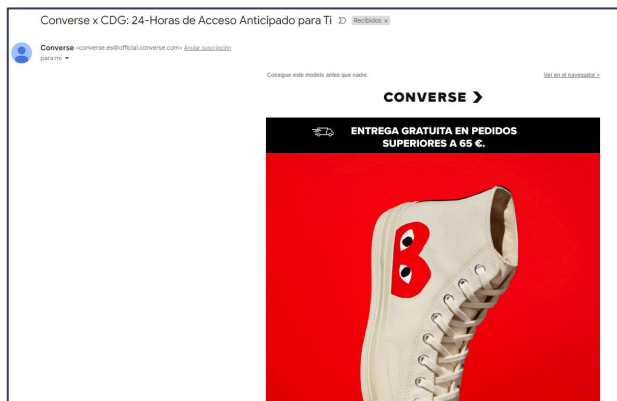 Converse x CDG: 24-Horas de Acceso Anticipado para Ti Recibidos x
Converse <converse.es@official.converse.com> Anular suscripción
para mí
Consigue este modelo antes que nadie. Ver en el navegador >
CONVERSE
ENTREGA GRATUITA EN PEDIDOS
SUPERIORES A 65 €.